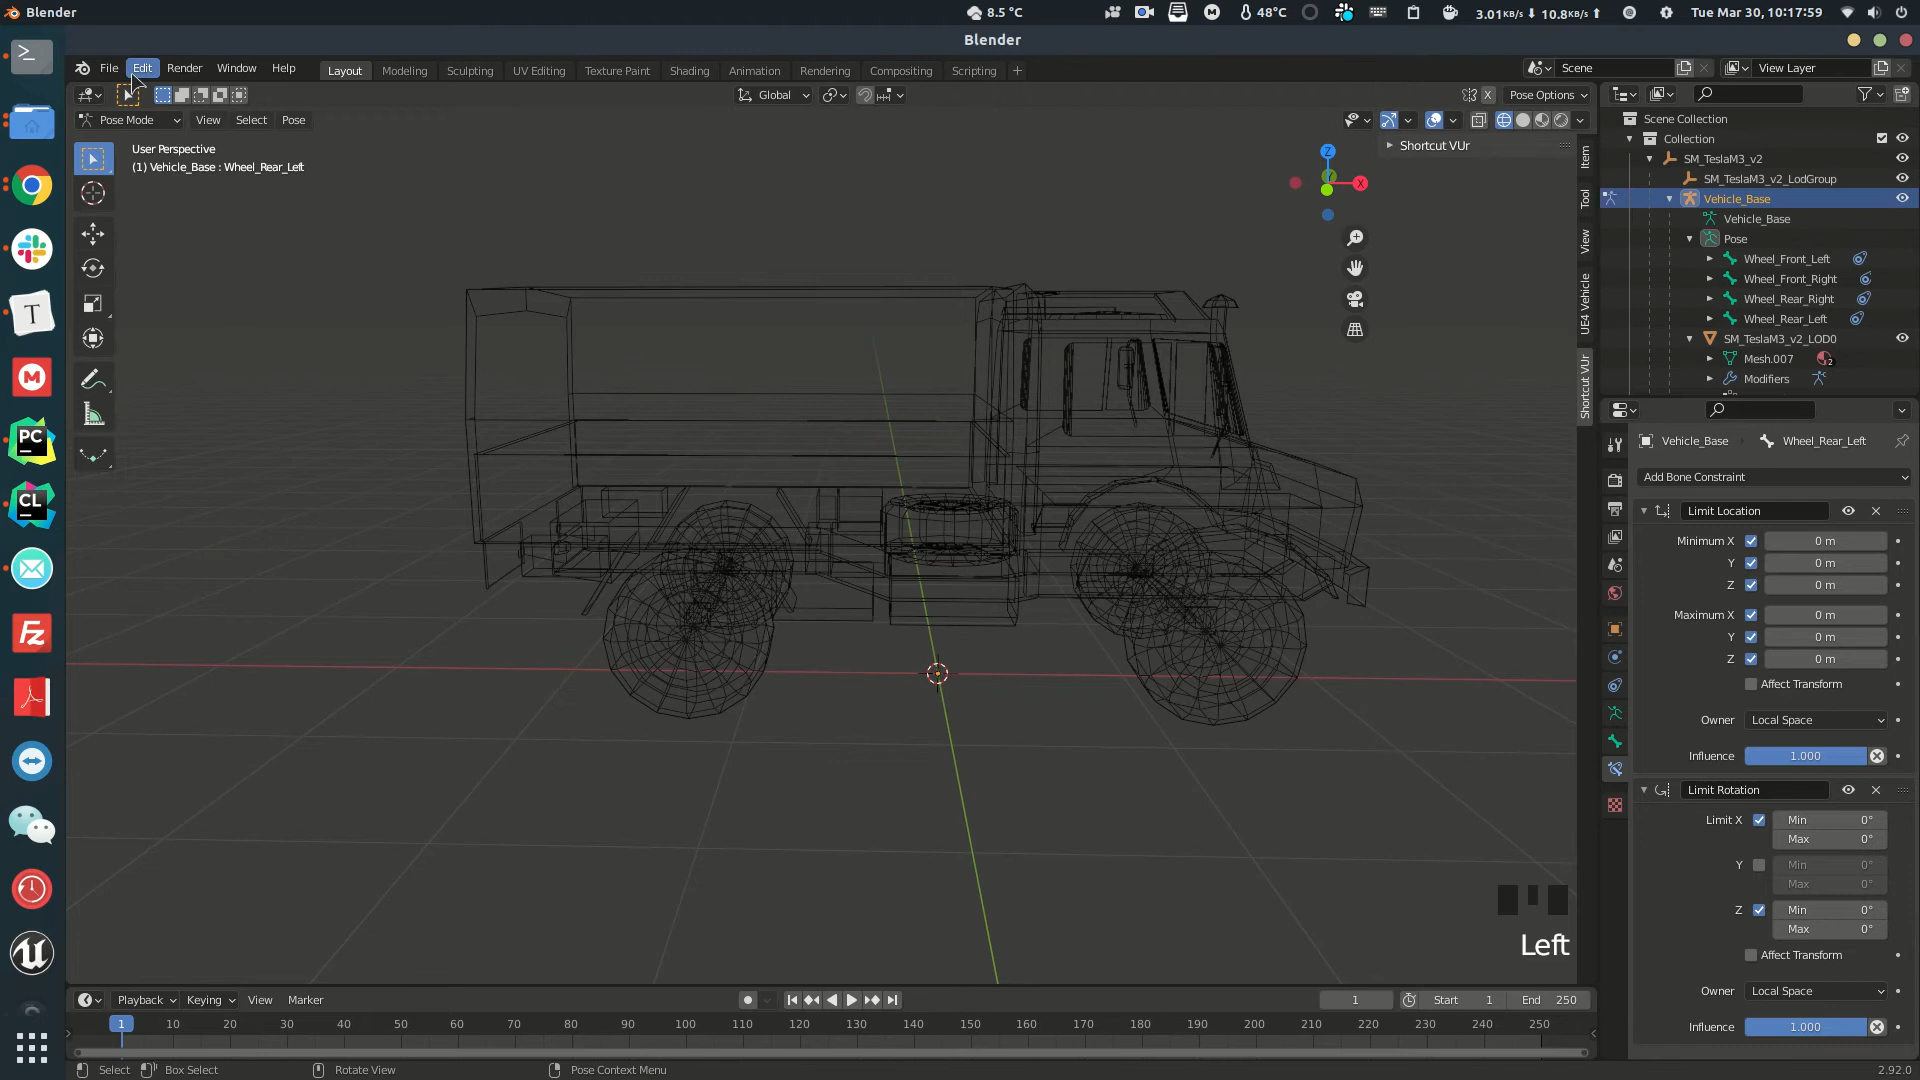 Blender
8.5 °C
48°C
3.01KB/s ⬇ 10.8KB/s ⬆
Tue Mar 30, 10:17:59
Blender
File Edit Render Window Help
Layout Modeling Sculpting UV Editing Texture Paint Shading Animation Rendering Compositing Scripting +
Scene
View Layer
Global
X
Pose Options
Pose Mode View Select Pose
User Perspective
(1) Vehicle_Base : Wheel_Rear_Left
Shortcut VUr
Z
Y
X
Item
Tool
View
UE4 Vehicle
Shortcut VUr
Scene Collection
Collection
SM_TeslaM3_v2
SM_TeslaM3_v2_LodGroup
Vehicle_Base
Vehicle_Base
Pose
Wheel_Front_Left
Wheel_Front_Right
Wheel_Rear_Right
Wheel_Rear_Left
SM_TeslaM3_v2_LOD0
Mesh.007 2
Modifiers
Vehicle_Base Wheel_Rear_Left
Add Bone Constraint
Limit Location
Minimum X 0 m
Y 0 m
Z 0 m
Maximum X 0 m
Y 0 m
Z 0 m
Affect Transform
Owner Local Space
Influence 1.000
Limit Rotation
Limit X Min 0°
Max 0°
Y Min 0°
Max 0°
Z Min 0°
Max 0°
Affect Transform
Owner Local Space
Influence 1.000
Left
Playback Keying View Marker
1
Start 1
End 250
1 10 20 30 40 50 60 70 80 90 100 110 120 130 140 150 160 170 180 190 200 210 220 230 240 250
Select Box Select Rotate View Pose Context Menu
2.92.0
T
M
PC
CL
Fz